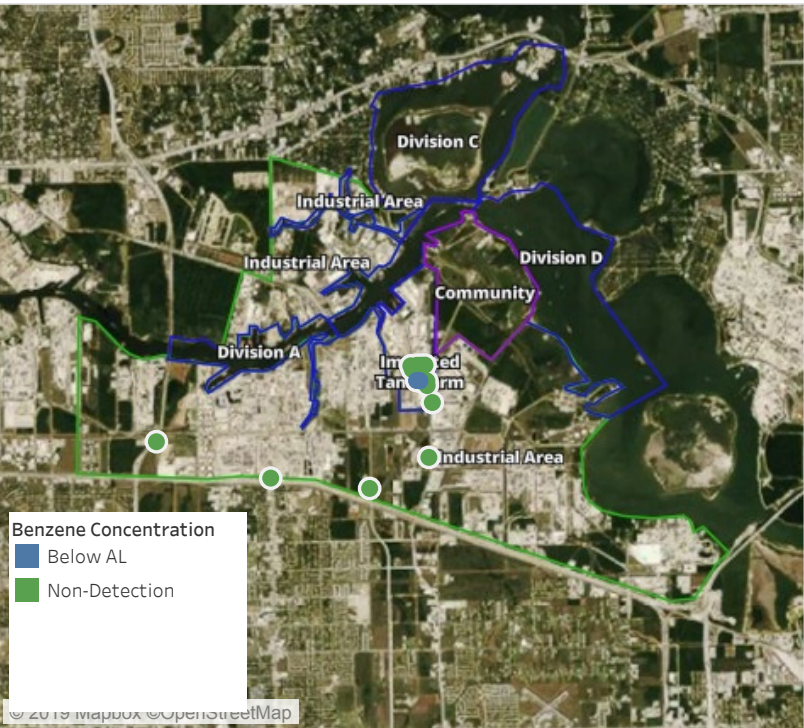 Division C
Industrial Area
Industrial Area
Division D
Community
Division A
Industrial Area
Benzene Concentration
Below AL
Non-Detection
© 2019 Mapbox ©OpenStreetMap